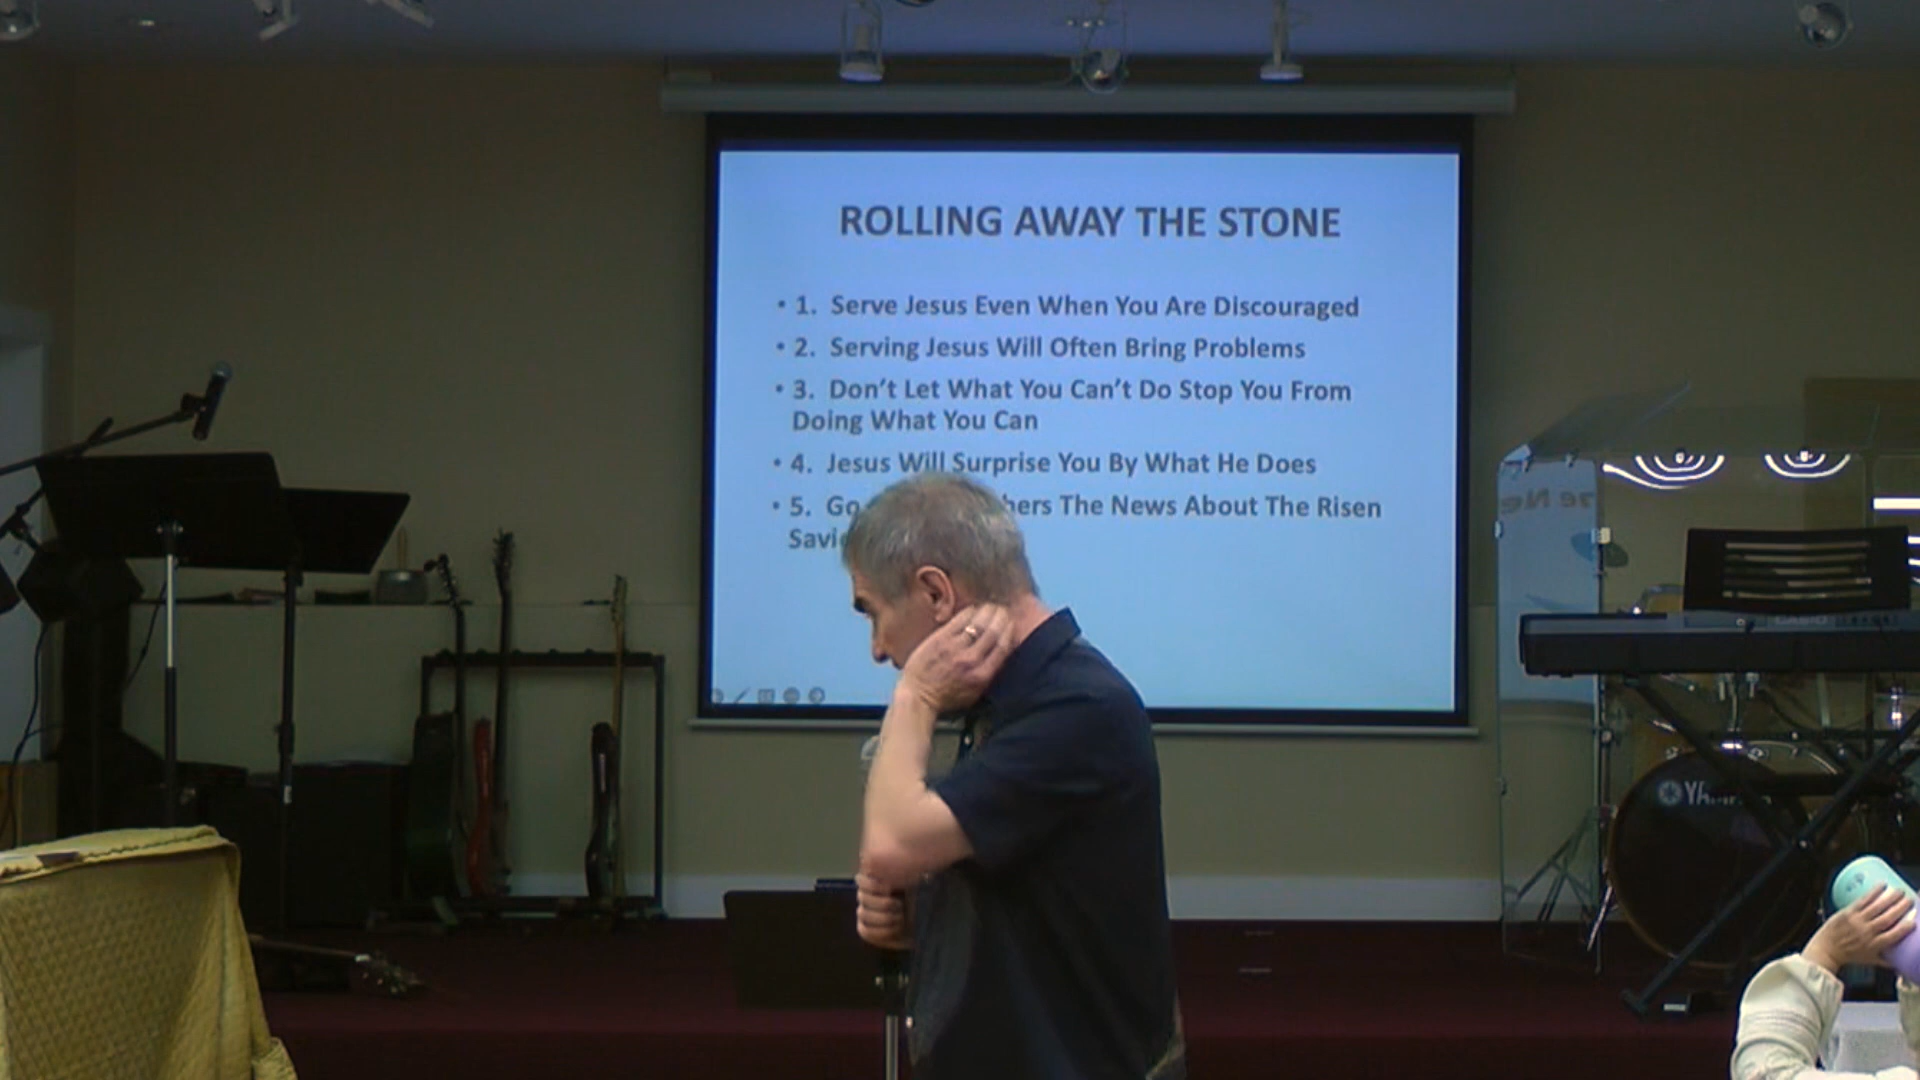 ROLLING AWAY THE STONE
• 1. Serve Jesus Even When You Are Discouraged
• 2. Serving Jesus Will Often Bring Problems
• 3. Don't Let What You Can't Do Stop You From
Doing What You Can
• 4. Jesus Will Surprise You By What He Does
• 5. Go The News About The Risen
CASIO